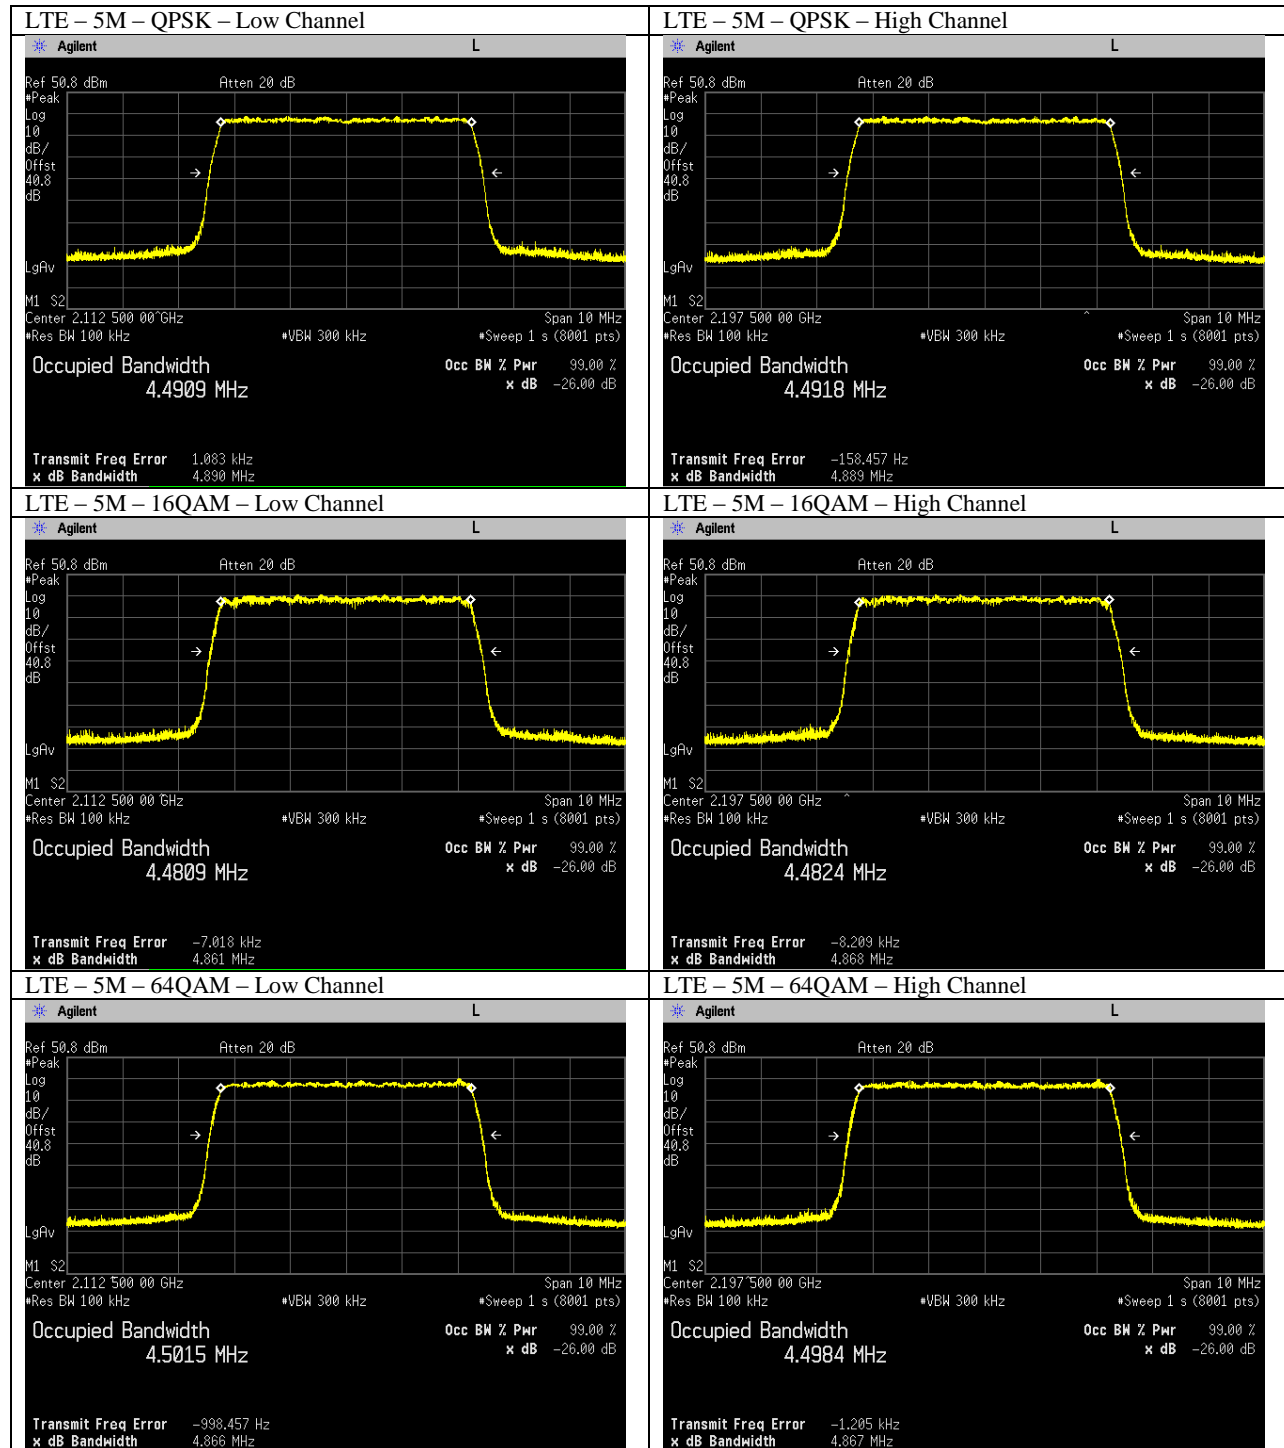 LTE – 5M – QPSK – Low Channel
Agilent
L
Ref 50.8 dBm
Atten 20 dB
#Peak
Log
10
dB/
Offst
40.8
dB
LgAv
M1 S2
Center 2.112 500 00 GHz
Span 10 MHz
#Res BW 100 kHz
#VBW 300 kHz
#Sweep 1 s (8001 pts)
Occupied Bandwidth
4.4909 MHz
Occ BW % Pwr 99.00 %
x dB -26.00 dB
Transmit Freq Error 1.083 kHz
x dB Bandwidth 4.890 MHz
LTE – 5M – QPSK – High Channel
Agilent
L
Ref 50.8 dBm
Atten 20 dB
#Peak
Log
10
dB/
Offst
40.8
dB
LgAv
M1 S2
Center 2.197 500 00 GHz
Span 10 MHz
#Res BW 100 kHz
#VBW 300 kHz
#Sweep 1 s (8001 pts)
Occupied Bandwidth
4.4918 MHz
Occ BW % Pwr 99.00 %
x dB -26.00 dB
Transmit Freq Error -158.457 Hz
x dB Bandwidth 4.889 MHz
LTE – 5M – 16QAM – Low Channel
Agilent
L
Ref 50.8 dBm
Atten 20 dB
#Peak
Log
10
dB/
Offst
40.8
dB
LgAv
M1 S2
Center 2.112 500 00 GHz
Span 10 MHz
#Res BW 100 kHz
#VBW 300 kHz
#Sweep 1 s (8001 pts)
Occupied Bandwidth
4.4809 MHz
Occ BW % Pwr 99.00 %
x dB -26.00 dB
Transmit Freq Error -7.018 kHz
x dB Bandwidth 4.861 MHz
LTE – 5M – 16QAM – High Channel
Agilent
L
Ref 50.8 dBm
Atten 20 dB
#Peak
Log
10
dB/
Offst
40.8
dB
LgAv
M1 S2
Center 2.197 500 00 GHz
Span 10 MHz
#Res BW 100 kHz
#VBW 300 kHz
#Sweep 1 s (8001 pts)
Occupied Bandwidth
4.4824 MHz
Occ BW % Pwr 99.00 %
x dB -26.00 dB
Transmit Freq Error -8.209 kHz
x dB Bandwidth 4.868 MHz
LTE – 5M – 64QAM – Low Channel
Agilent
L
Ref 50.8 dBm
Atten 20 dB
#Peak
Log
10
dB/
Offst
40.8
dB
LgAv
M1 S2
Center 2.112 500 00 GHz
Span 10 MHz
#Res BW 100 kHz
#VBW 300 kHz
#Sweep 1 s (8001 pts)
Occupied Bandwidth
4.5015 MHz
Occ BW % Pwr 99.00 %
x dB -26.00 dB
Transmit Freq Error -998.457 Hz
x dB Bandwidth 4.866 MHz
LTE – 5M – 64QAM – High Channel
Agilent
L
Ref 50.8 dBm
Atten 20 dB
#Peak
Log
10
dB/
Offst
40.8
dB
LgAv
M1 S2
Center 2.197 500 00 GHz
Span 10 MHz
#Res BW 100 kHz
#VBW 300 kHz
#Sweep 1 s (8001 pts)
Occupied Bandwidth
4.4984 MHz
Occ BW % Pwr 99.00 %
x dB -26.00 dB
Transmit Freq Error -1.205 kHz
x dB Bandwidth 4.867 MHz